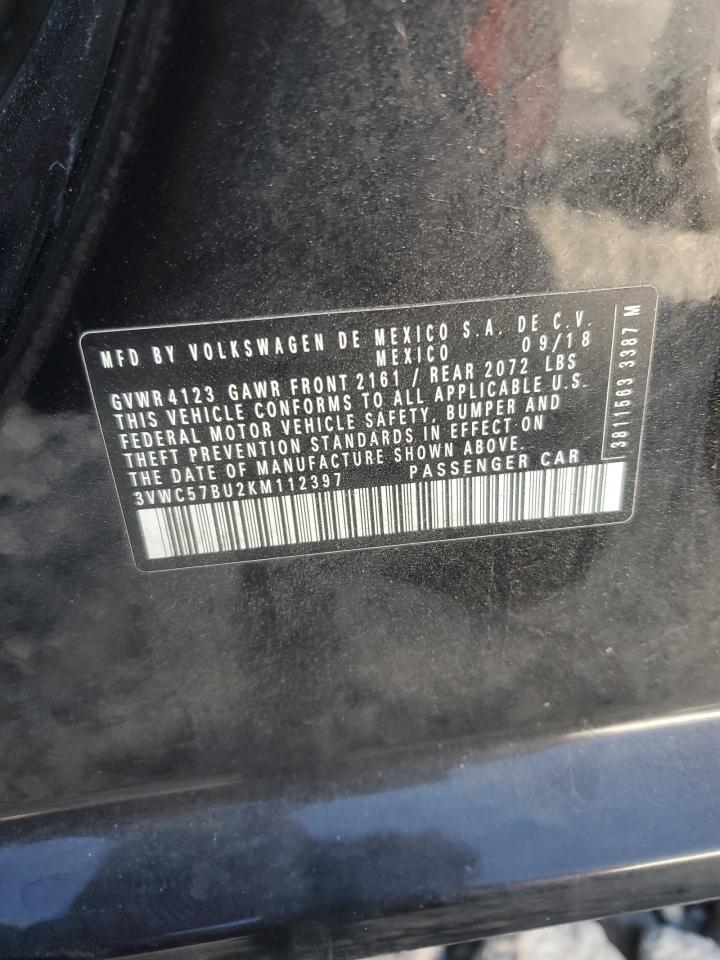 MFD BY VOLKSWAGEN DE MEXICO S.A. DE C.V.
MEXICO 09/18
GVWR 4123 GAWR FRONT 2161 / REAR 2072 LBS
THIS VEHICLE CONFORMS TO ALL APPLICABLE U.S.
FEDERAL MOTOR VEHICLE SAFETY, BUMPER AND
THEFT PREVENTION STANDARDS IN EFFECT ON
THE DATE OF MANUFACTURE SHOWN ABOVE.
3VWC57BU2KM112397 PASSENGER CAR
3811563 3387 M